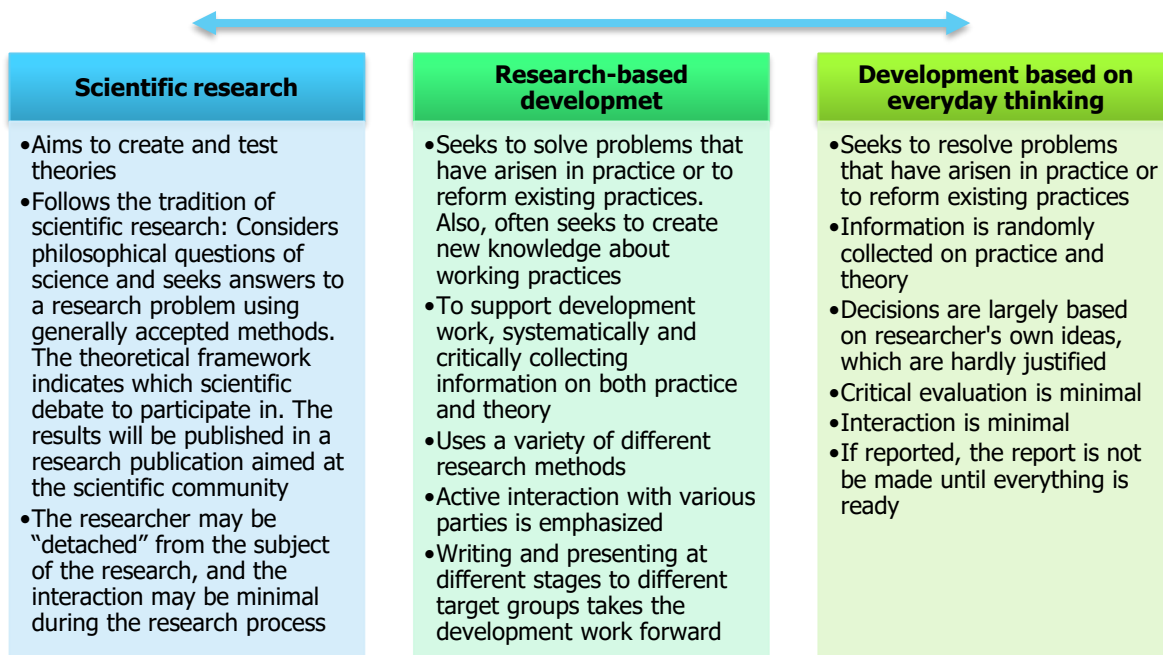 Scientific research
•Aims to create and test
theories
•Follows the tradition of
scientific research: Considers
philosophical questions of
science and seeks answers to
a research problem using
generally accepted methods.
The theoretical framework
indicates which scientific
debate to participate in. The
results will be published in a
research publication aimed at
the scientific community
•The researcher may be
“detached” from the subject
of the research, and the
interaction may be minimal
during the research process
Research-based
developmet
•Seeks to solve problems that
have arisen in practice or to
reform existing practices.
Also, often seeks to create
new knowledge about
working practices
•To support development
work, systematically and
critically collecting
information on both practice
and theory
•Uses a variety of different
research methods
•Active interaction with various
parties is emphasized
•Writing and presenting at
different stages to different
target groups takes the
development work forward
Development based on
everyday thinking
•Seeks to resolve problems
that have arisen in practice or
to reform existing practices
•Information is randomly
collected on practice and
theory
•Decisions are largely based
on researcher's own ideas,
which are hardly justified
•Critical evaluation is minimal
•Interaction is minimal
•If reported, the report is not
be made until everything is
ready